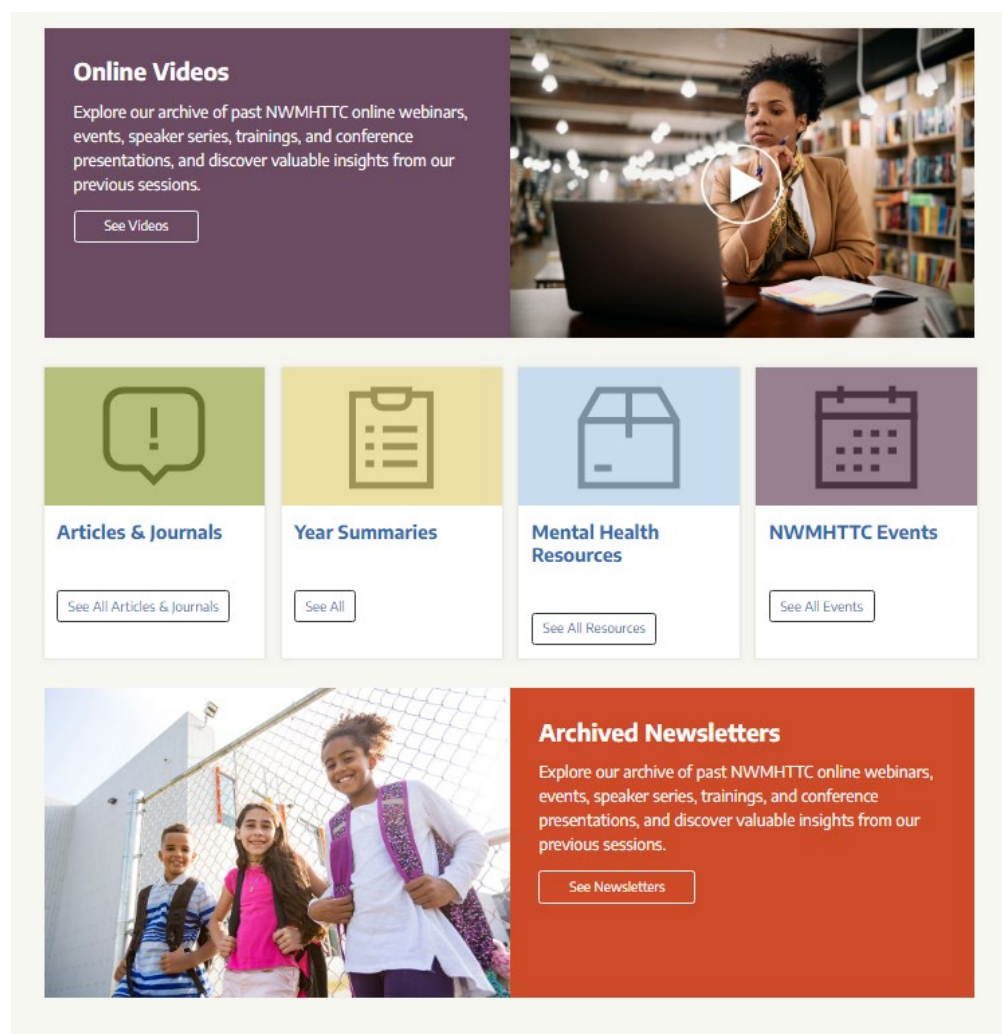 Online Videos
Explore our archive of past NWMHTTC online webinars,
events, speaker series, trainings, and conference
presentations, and discover valuable insights from our
previous sessions.
See Videos
Articles & Journals
See All Articles & Journals
Year Summaries
See All
Mental Health
Resources
See All Resources
NWMHTTC Events
See All Events
Archived Newsletters
Explore our archive of past NWMHTTC online webinars,
events, speaker series, trainings, and conference
presentations, and discover valuable insights from our
previous sessions.
See Newsletters